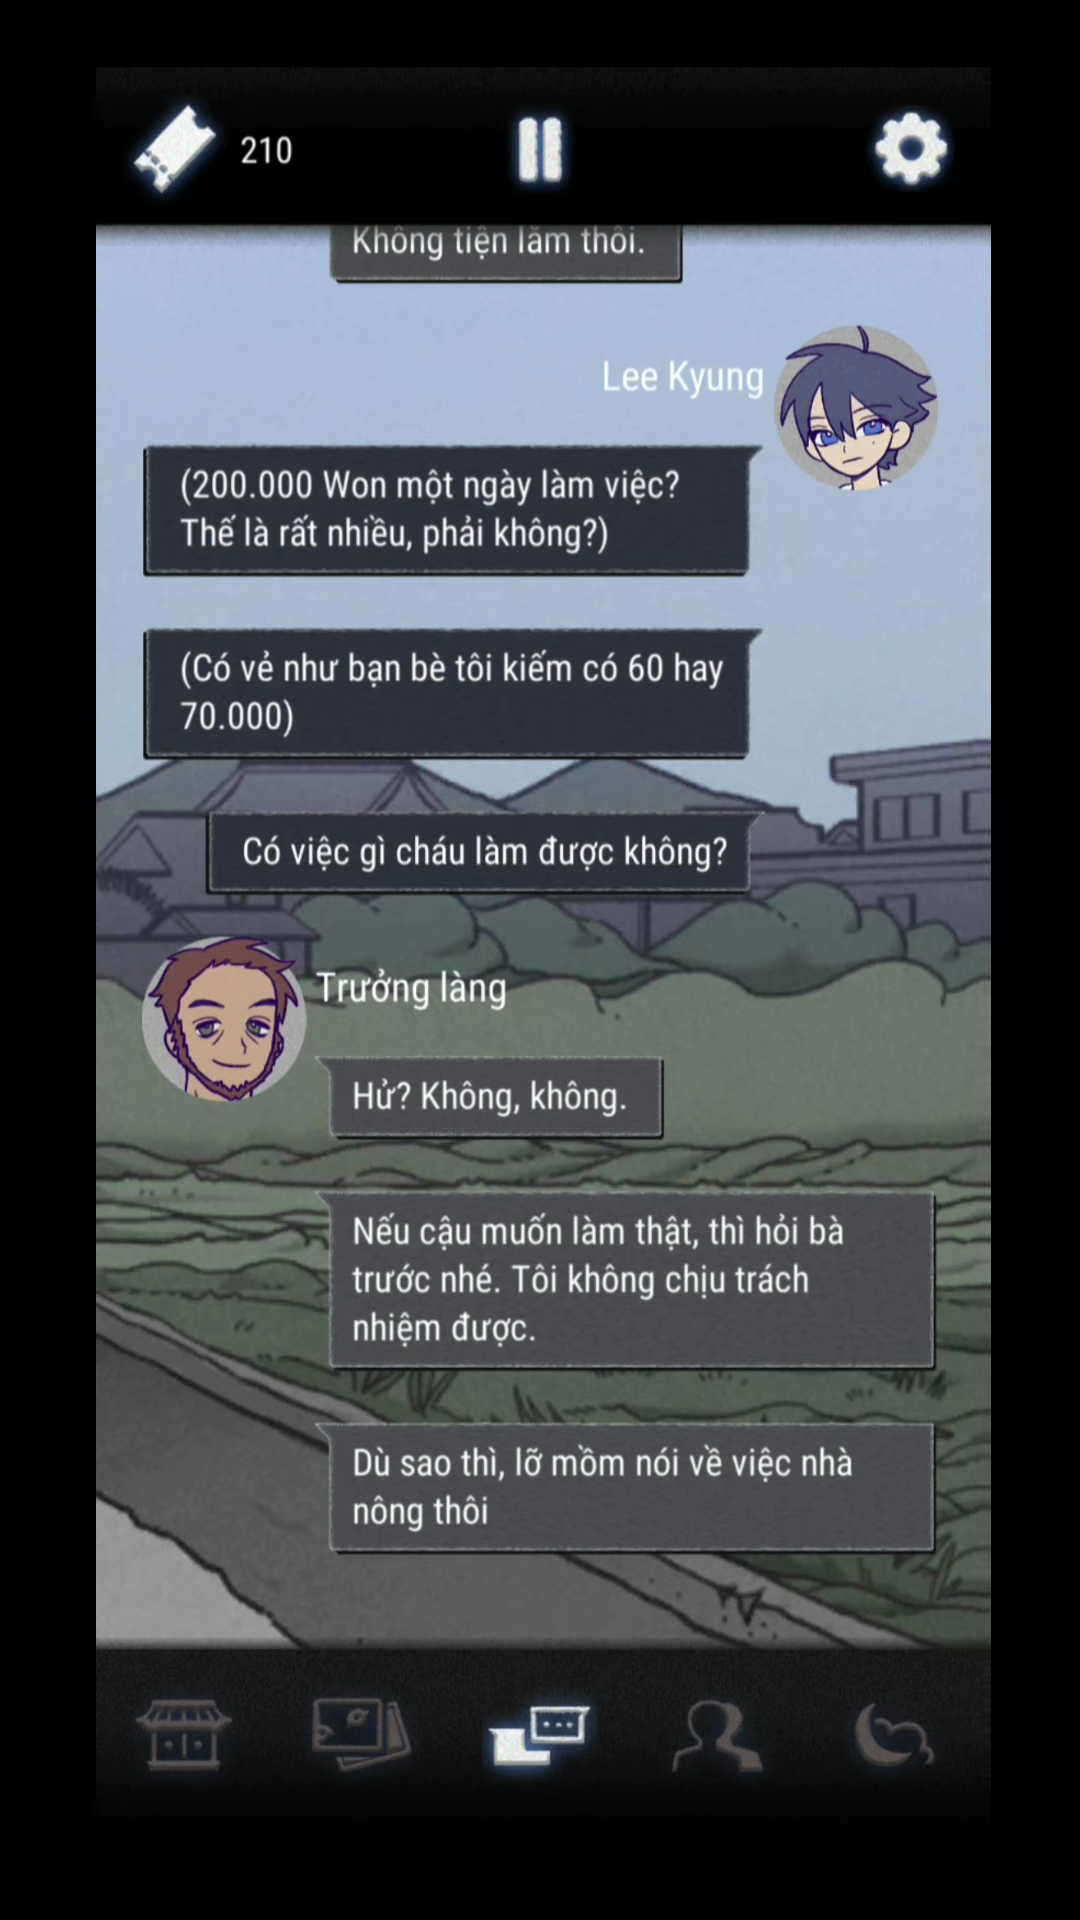 210
Không tiện lắm thôi.
Lee Kyung
(200.000 Won một ngày làm việc?
Thế là rất nhiều, phải không?)
(Có vẻ như bạn bè tôi kiếm có 60 hay
70.000)
Có việc gì cháu làm được không?
Trưởng làng
Hử? Không, không.
Nếu cậu muốn làm thật, thì hỏi bà
trước nhé. Tôi không chịu trách
nhiệm được.
Dù sao thì, lỡ mồm nói về việc nhà
nông thôi